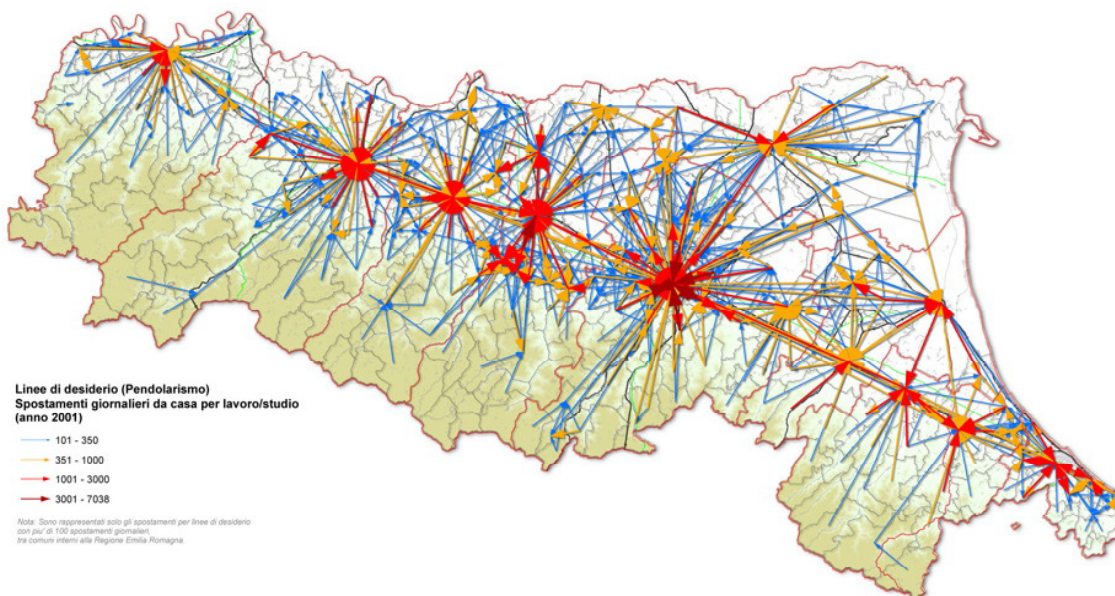 Linee di desiderio (Pendolarismo)
Spostamenti giornalieri da casa per lavoro/studio
(anno 2001)
101 - 350
351 - 1000
1001 - 3000
3001 - 7038
Nota: Sono rappresentati solo gli spostamenti per linee di desiderio
con piu' di 100 spostamenti giornalieri,
tra comuni interni alla Regione Emilia Romagna.